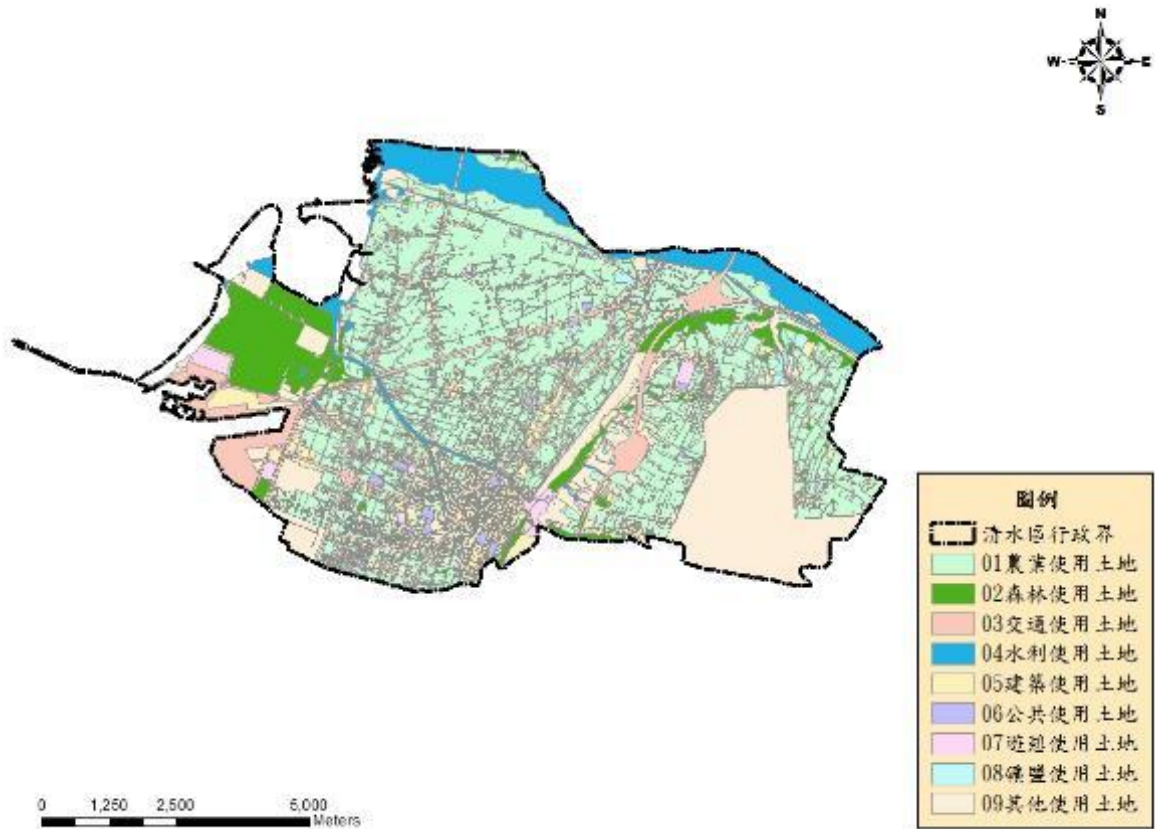 N
W E
S
圖例
清水區行政界
01農業使用土地
02森林使用土地
03交通使用土地
04水利使用土地
05建築使用土地
06公共使用土地
07遊憩使用土地
08礦鹽使用土地
09其他使用土地
0 1,250 2,500 5,000
Meters